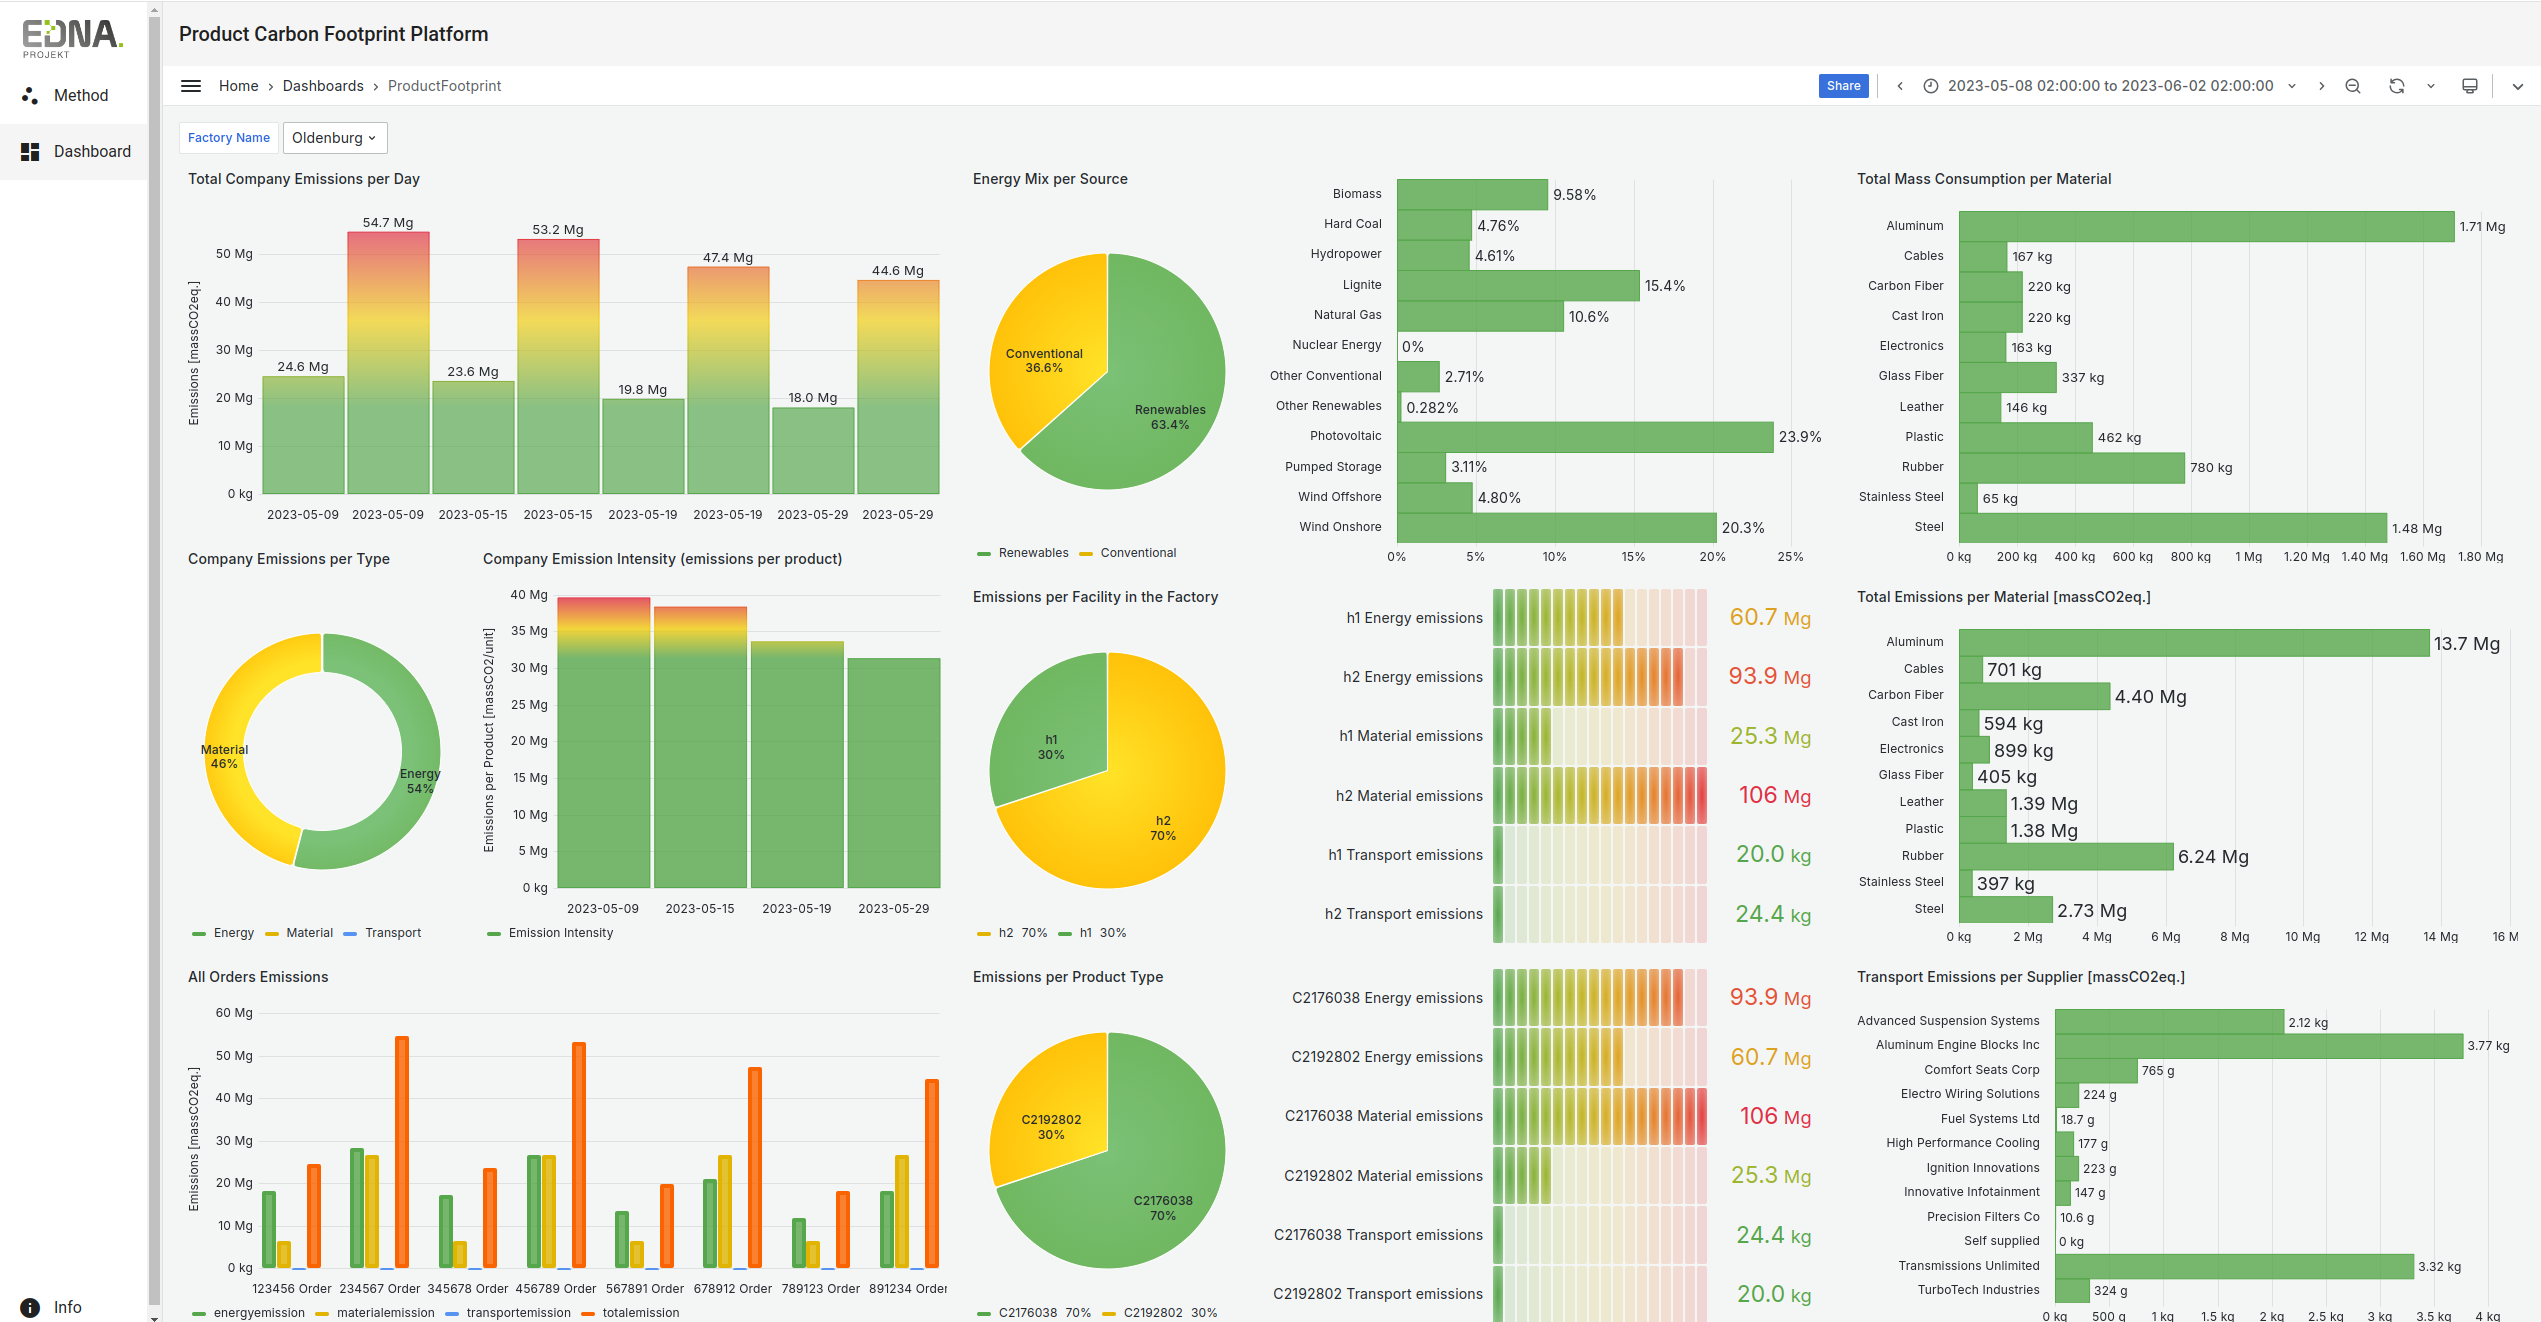 EDNA.
PROJEKT
Method
Dashboard
Info
Product Carbon Footprint Platform
Home › Dashboards › ProductFootprint
Share
2023-05-08 02:00:00 to 2023-06-02 02:00:00
Factory Name
Oldenburg
Total Company Emissions per Day
Emissions [massCO2eq.]
50 Mg
40 Mg
30 Mg
20 Mg
10 Mg
0 kg
24.6 Mg
54.7 Mg
23.6 Mg
53.2 Mg
19.8 Mg
47.4 Mg
18.0 Mg
44.6 Mg
2023-05-09 2023-05-09 2023-05-15 2023-05-15 2023-05-19 2023-05-19 2023-05-29 2023-05-29
Energy Mix per Source
Conventional
36.6%
Renewables
63.4%
Renewables Conventional
Biomass 9.58%
Hard Coal 4.76%
Hydropower 4.61%
Lignite 15.4%
Natural Gas 10.6%
Nuclear Energy 0%
Other Conventional 2.71%
Other Renewables 0.282%
Photovoltaic 23.9%
Pumped Storage 3.11%
Wind Offshore 4.80%
Wind Onshore 20.3%
0% 5% 10% 15% 20% 25%
Total Mass Consumption per Material
Aluminum 1.71 Mg
Cables 167 kg
Carbon Fiber 220 kg
Cast Iron 220 kg
Electronics 163 kg
Glass Fiber 337 kg
Leather 146 kg
Plastic 462 kg
Rubber 780 kg
Stainless Steel 65 kg
Steel 1.48 Mg
0 kg 200 kg 400 kg 600 kg 800 kg 1 Mg 1.20 Mg 1.40 Mg 1.60 Mg 1.80 Mg
Company Emissions per Type
Material
46%
Energy
54%
Energy Material Transport
Company Emission Intensity (emissions per product)
Emissions per Product [massCO2/unit]
40 Mg
35 Mg
30 Mg
25 Mg
20 Mg
15 Mg
10 Mg
5 Mg
0 kg
2023-05-09 2023-05-15 2023-05-19 2023-05-29
Emission Intensity
Emissions per Facility in the Factory
h1
30%
h2
70%
h2 70% h1 30%
h1 Energy emissions 60.7 Mg
h2 Energy emissions 93.9 Mg
h1 Material emissions 25.3 Mg
h2 Material emissions 106 Mg
h1 Transport emissions 20.0 kg
h2 Transport emissions 24.4 kg
Total Emissions per Material [massCO2eq.]
Aluminum 13.7 Mg
Cables 701 kg
Carbon Fiber 4.40 Mg
Cast Iron 594 kg
Electronics 899 kg
Glass Fiber 405 kg
Leather 1.39 Mg
Plastic 1.38 Mg
Rubber 6.24 Mg
Stainless Steel 397 kg
Steel 2.73 Mg
0 kg 2 Mg 4 Mg 6 Mg 8 Mg 10 Mg 12 Mg 14 Mg 16 M
All Orders Emissions
Emissions [massCO2eq.]
60 Mg
50 Mg
40 Mg
30 Mg
20 Mg
10 Mg
0 kg
123456 Order 234567 Order 345678 Order 456789 Order 567891 Order 678912 Order 789123 Order 891234 Order
energyemission materialemission transportemission totalemission
Emissions per Product Type
C2192802
30%
C2176038
70%
C2176038 70% C2192802 30%
C2176038 Energy emissions 93.9 Mg
C2192802 Energy emissions 60.7 Mg
C2176038 Material emissions 106 Mg
C2192802 Material emissions 25.3 Mg
C2176038 Transport emissions 24.4 kg
C2192802 Transport emissions 20.0 kg
Transport Emissions per Supplier [massCO2eq.]
Advanced Suspension Systems 2.12 kg
Aluminum Engine Blocks Inc 3.77 kg
Comfort Seats Corp 765 g
Electro Wiring Solutions 224 g
Fuel Systems Ltd 18.7 g
High Performance Cooling 177 g
Ignition Innovations 223 g
Innovative Infotainment 147 g
Precision Filters Co 10.6 g
Self supplied 0 kg
Transmissions Unlimited 3.32 kg
TurboTech Industries 324 g
0 kg 500 g 1 kg 1.5 kg 2 kg 2.5 kg 3 kg 3.5 kg 4 kg